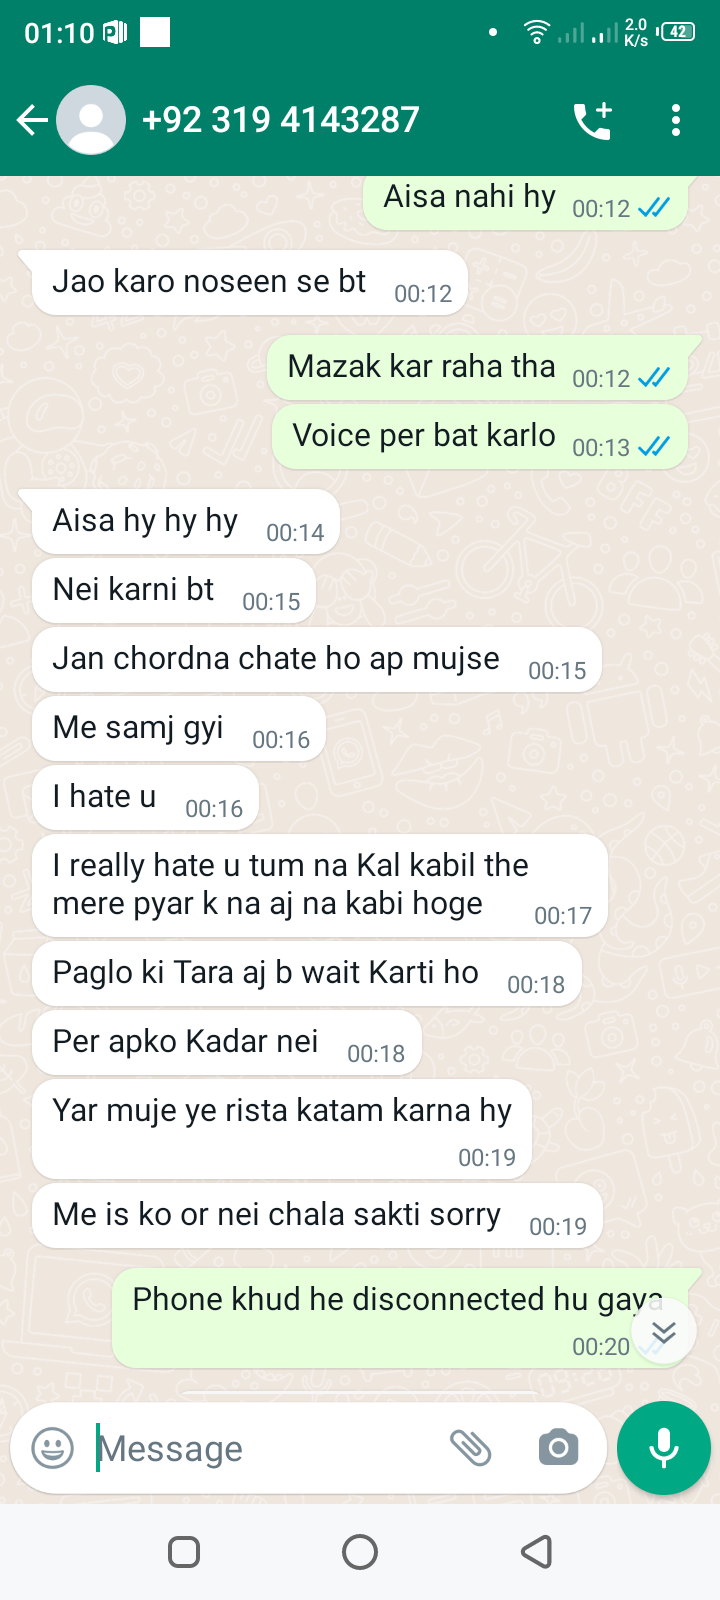 01:10
2.0
K/s
42
+92 319 4143287
Aisa nahi hy 00:12
Jao karo noseen se bt 00:12
Mazak kar raha tha 00:12
Voice per bat karlo 00:13
Aisa hy hy hy 00:14
Nei karni bt 00:15
Jan chordna chate ho ap mujse 00:15
Me samj gyi 00:16
I hate u 00:16
I really hate u tum na Kal kabil the
mere pyar k na aj na kabi hoge 00:17
Paglo ki Tara aj b wait Karti ho 00:18
Per apko Kadar nei 00:18
Yar muje ye rista katam karna hy
00:19
Me is ko or nei chala sakti sorry 00:19
Phone khud he disconnected hu gaya
00:20
Message